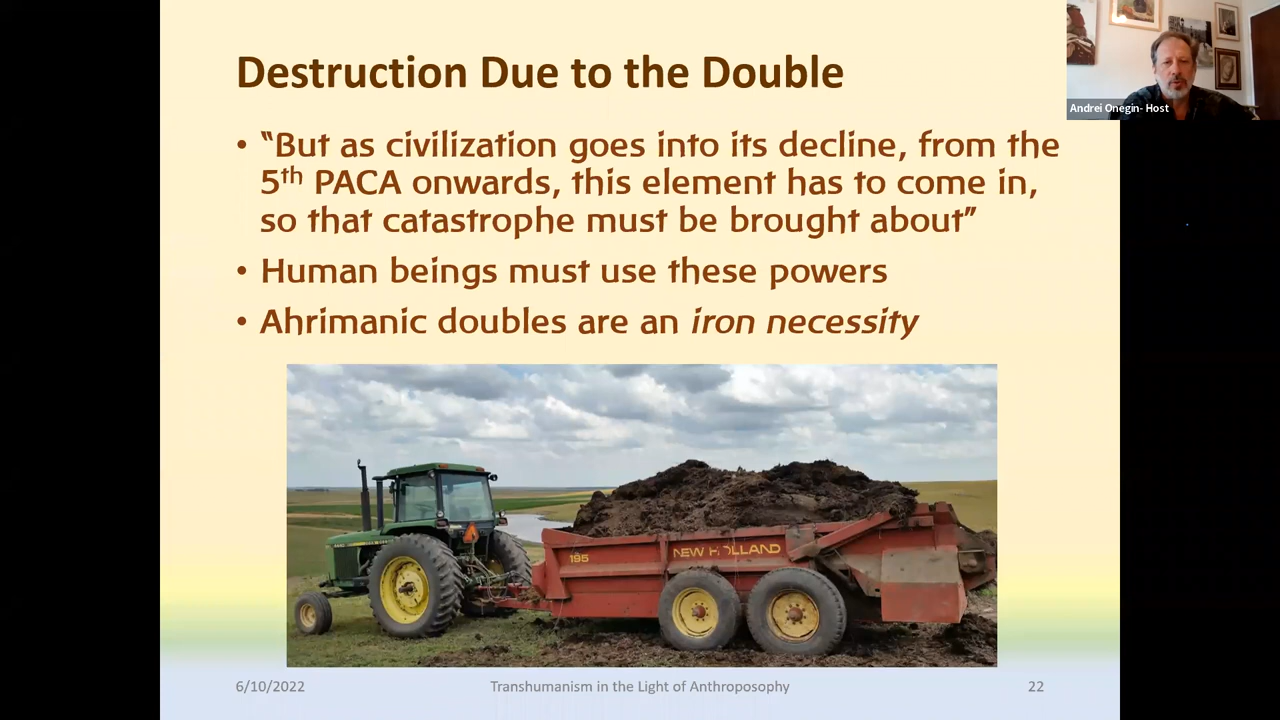 Destruction Due to the Double
Andrei Onegin- Host
• “But as civilization goes into its decline, from the
5th PACA onwards, this element has to come in,
so that catastrophe must be brought about”
• Human beings must use these powers
• Ahrimanic doubles are an iron necessity
195
NEW HOLLAND
6/10/2022
Transhumanism in the Light of Anthroposophy
22